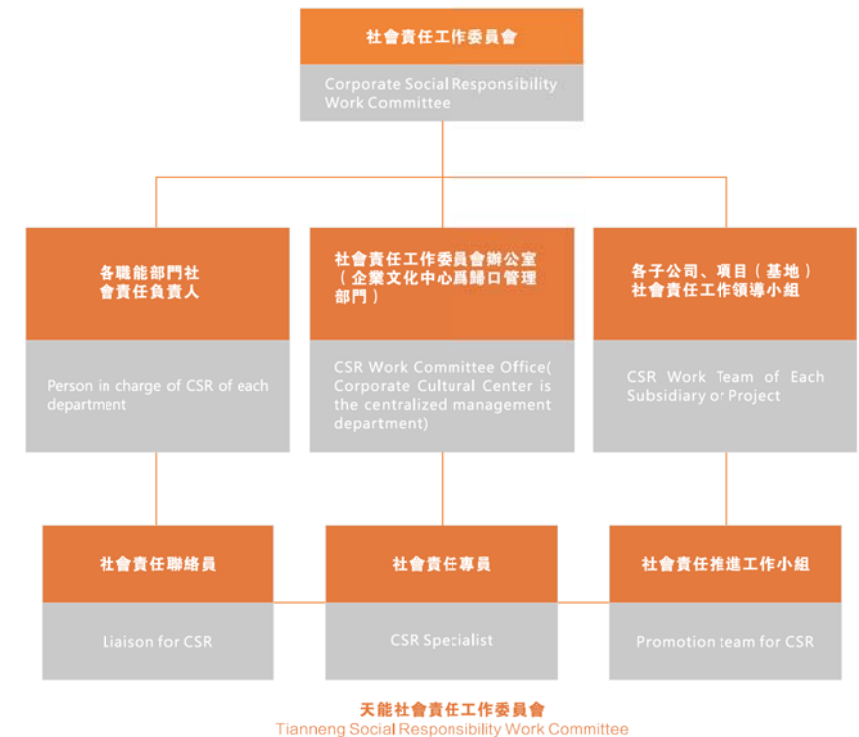 社會責任工作委員會
Corporate Social Responsibility
Work Committee
各職能部門社
會責任負責人
Person in charge of CSR of each
department
社會責任工作委員會辦公室
（企業文化中心爲歸口管理
部門）
CSR Work Committee Office(
Corporate Cultural Center is
the centralized management
department)
各子公司、項目（基地）
社會責任工作領導小組
CSR Work Team of Each
Subsidiary or Project
社會責任聯絡員
Liaison for CSR
社會責任專員
CSR Specialist
社會責任推進工作小組
Promotion team for CSR
天能社會責任工作委員會
Tianneng Social Responsibility Work Committee